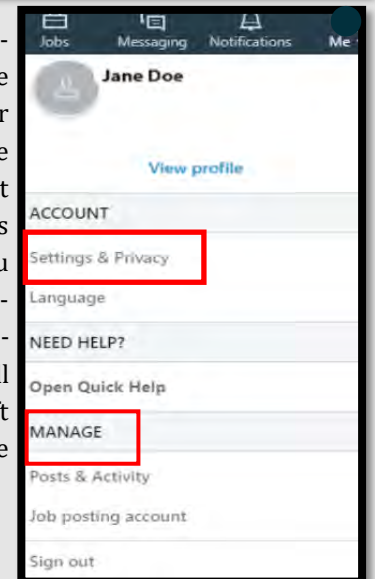 Jobs Messaging Notifications Me
Jane Doe
View profile
ACCOUNT
Settings & Privacy
Language
NEED HELP?
Open Quick Help
MANAGE
Posts & Activity
Job posting account
Sign out